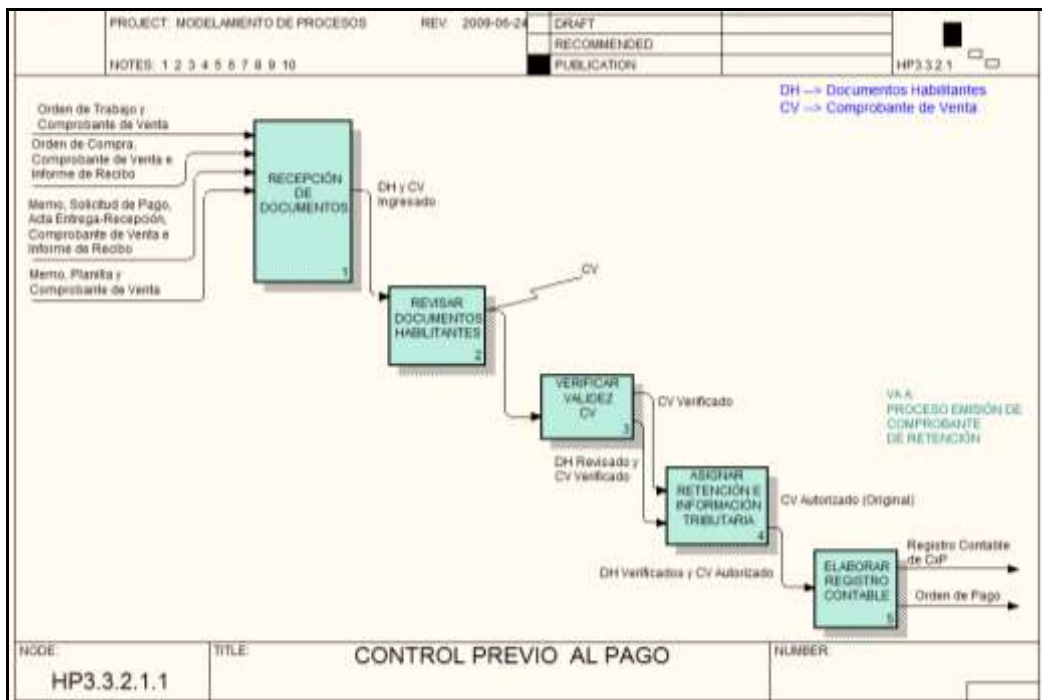 PROJECT: MODELAMIENTO DE PROCESOS
REV: 2009-05-24
DRAFT
RECOMMENDED
NOTES: 1 2 3 4 5 6 7 8 9 10
PUBLICATION
HP3.3.2.1
DH --> Documentos Habilitantes
CV --> Comprobante de Venta
Orden de Trabajo y
Comprobante de Venta
Orden de Compra,
Comprobante de Venta e
Informe de Recibo
Memo, Solicitud de Pago,
Acta Entrega-Recepción,
Comprobante de Venta e
Informe de Recibo
Memo, Planilla y
Comprobante de Venta
RECEPCIÓN
DE
DOCUMENTOS
1
DH y CV
Ingresado
REVISAR
DOCUMENTOS
HABILITANTES
2
CV
VERIFICAR
VALIDEZ
CV
3
CV Verificado
DH Revisado y
CV Verificado
VA A
PROCESO EMISIÓN DE
COMPROBANTE
DE RETENCIÓN
ASIGNAR
RETENCIÓN E
INFORMACIÓN
TRIBUTARIA
4
CV Autorizado (Original)
DH Verificados y CV Autorizado
ELABORAR
REGISTRO
CONTABLE
5
Registro Contable
de CxP
Orden de Pago
NODE:
HP3.3.2.1.1
TITLE:
CONTROL PREVIO AL PAGO
NUMBER: